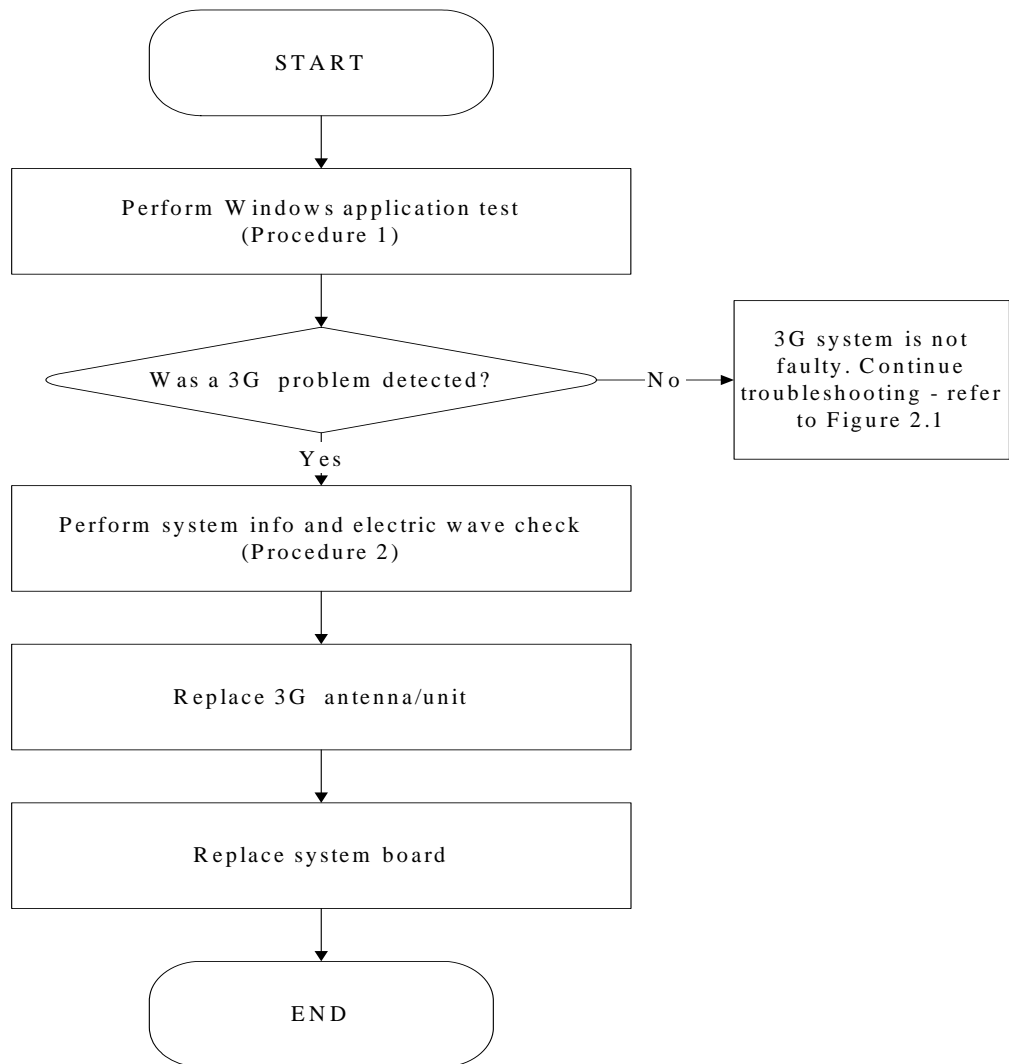 START
Perform Windows application test
(Procedure 1)
Was a 3G problem detected?
No
3G system is not
faulty. Continue
troubleshooting - refer
to Figure 2.1
Yes
Perform system info and electric wave check
(Procedure 2)
Replace 3G antenna/unit
Replace system board
END